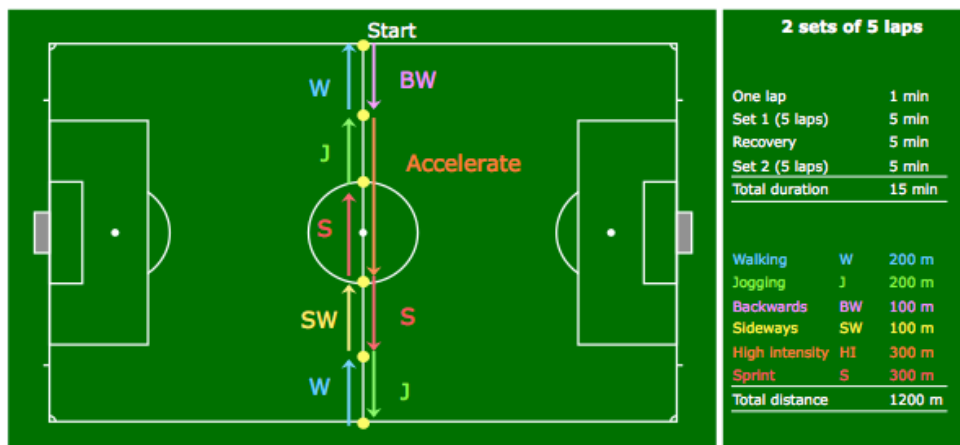 Start
W
BW
J
Accelerate
S
SW
S
W
J
2 sets of 5 laps
One lap 1 min
Set 1 (5 laps) 5 min
Recovery 5 min
Set 2 (5 laps) 5 min
Total duration 15 min
Walking W 200 m
Jogging J 200 m
Backwards BW 100 m
Sideways SW 100 m
High intensity HI 300 m
Sprint S 300 m
Total distance 1200 m